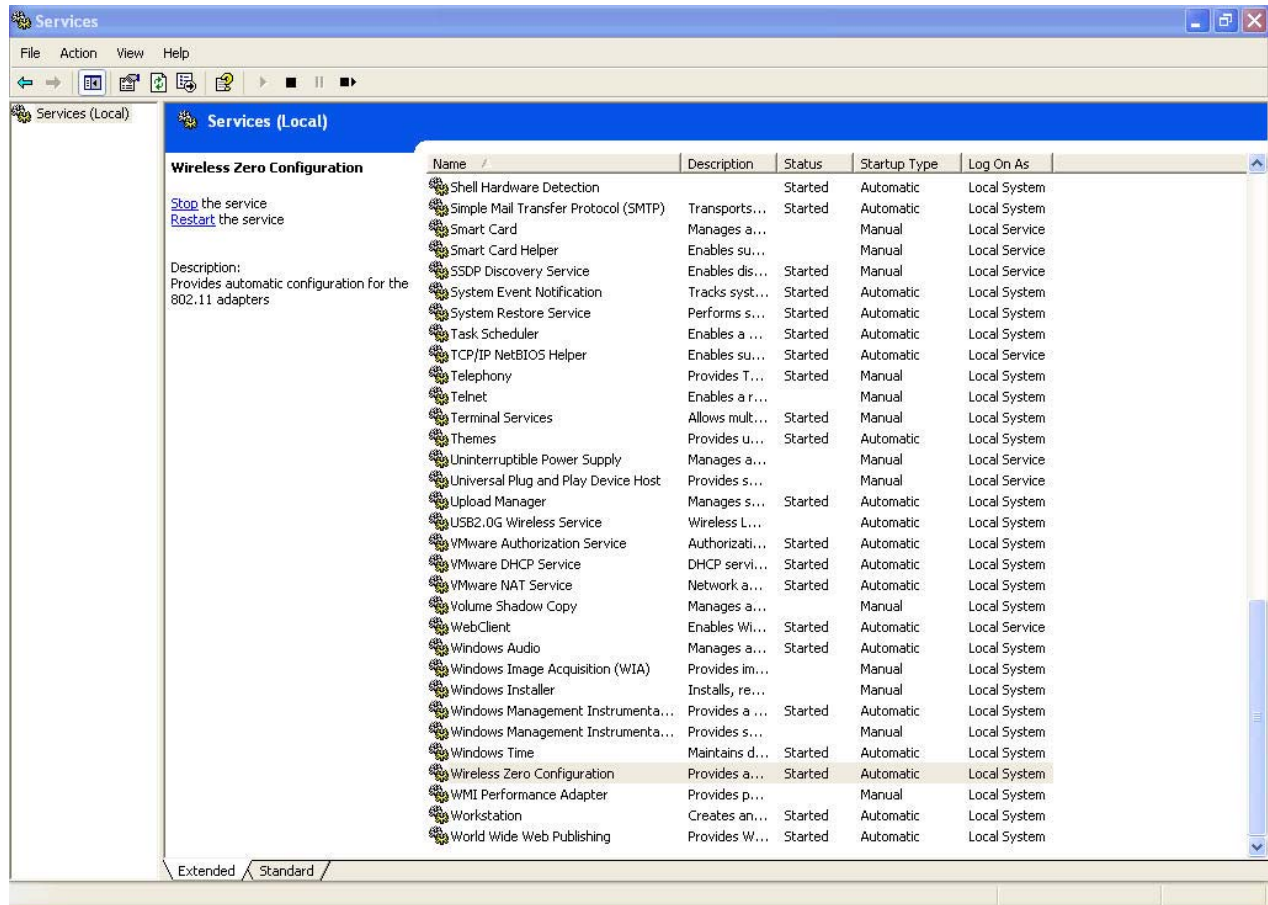 Services
File Action View Help
Services (Local)
Services (Local)
Wireless Zero Configuration
Stop the service
Restart the service
Description:
Provides automatic configuration for the
802.11 adapters
Name Description Status Startup Type Log On As
Shell Hardware Detection Started Automatic Local System
Simple Mail Transfer Protocol (SMTP) Transports... Started Automatic Local System
Smart Card Manages a... Manual Local Service
Smart Card Helper Enables su... Manual Local Service
SSDP Discovery Service Enables dis... Started Manual Local Service
System Event Notification Tracks syst... Started Automatic Local System
System Restore Service Performs s... Started Automatic Local System
Task Scheduler Enables a ... Started Automatic Local System
TCP/IP NetBIOS Helper Enables su... Started Automatic Local Service
Telephony Provides T... Started Manual Local System
Telnet Enables a r... Manual Local System
Terminal Services Allows mult... Started Manual Local System
Themes Provides u... Started Automatic Local System
Uninterruptible Power Supply Manages a... Manual Local Service
Universal Plug and Play Device Host Provides s... Manual Local Service
Upload Manager Manages s... Started Automatic Local System
USB2.0G Wireless Service Wireless L... Automatic Local System
VMware Authorization Service Authorizati... Started Automatic Local System
VMware DHCP Service DHCP servi... Started Automatic Local System
VMware NAT Service Network a... Started Automatic Local System
Volume Shadow Copy Manages a... Manual Local System
WebClient Enables Wi... Started Automatic Local Service
Windows Audio Manages a... Started Automatic Local System
Windows Image Acquisition (WIA) Provides im... Manual Local System
Windows Installer Installs, re... Manual Local System
Windows Management Instrumenta... Provides a ... Started Automatic Local System
Windows Management Instrumenta... Provides s... Manual Local System
Windows Time Maintains d... Started Automatic Local System
Wireless Zero Configuration Provides a... Started Automatic Local System
WMI Performance Adapter Provides p... Manual Local System
Workstation Creates an... Started Automatic Local System
World Wide Web Publishing Provides W... Started Automatic Local System
Extended Standard